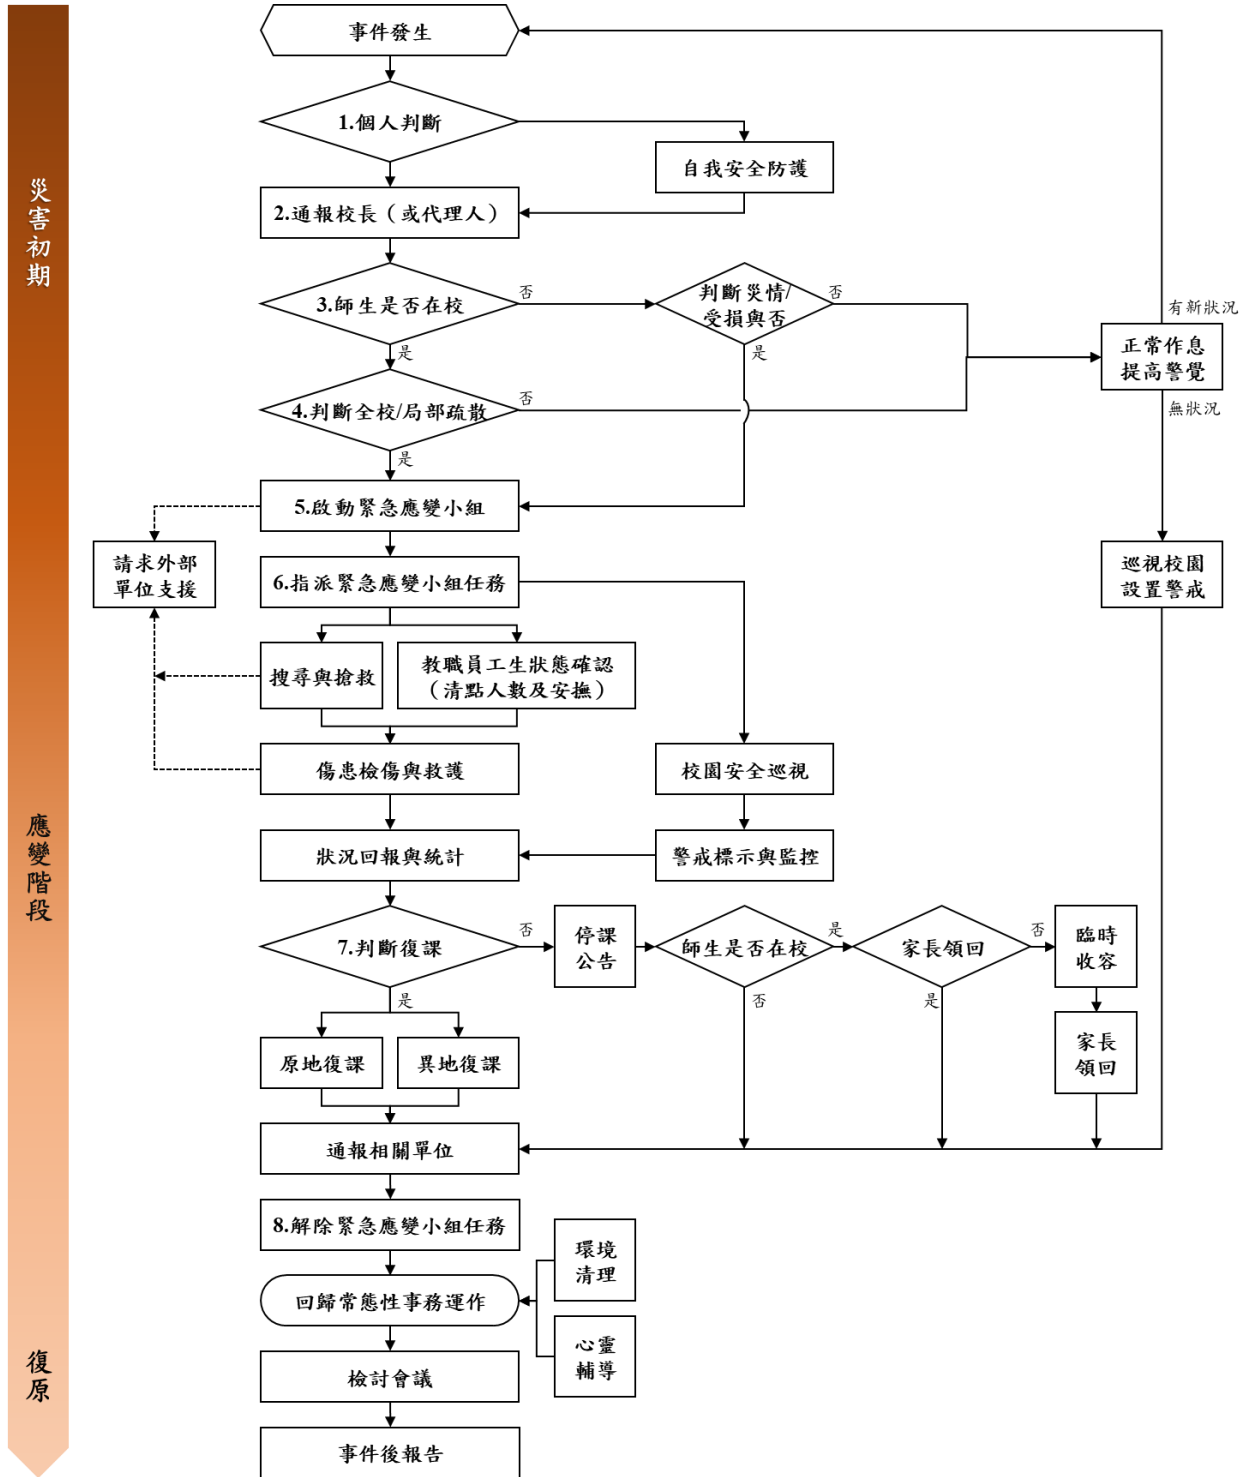 災害初期
應變階段
復原
事件發生
1.個人判斷
自我安全防護
2.通報校長（或代理人）
3.師生是否在校
否
是
判斷災情/
受損與否
否
是
有新狀況
正常作息
提高警覺
無狀況
4.判斷全校/局部疏散
否
是
5.啟動緊急應變小組
請求外部
單位支援
巡視校園
設置警戒
6.指派緊急應變小組任務
搜尋與搶救
教職員工生狀態確認
（清點人數及安撫）
傷患檢傷與救護
校園安全巡視
狀況回報與統計
警戒標示與監控
7.判斷復課
否
是
停課
公告
師生是否在校
是
否
家長領回
否
是
臨時
收容
家長
領回
原地復課
異地復課
通報相關單位
8.解除緊急應變小組任務
環境
清理
回歸常態性事務運作
心靈
輔導
檢討會議
事件後報告